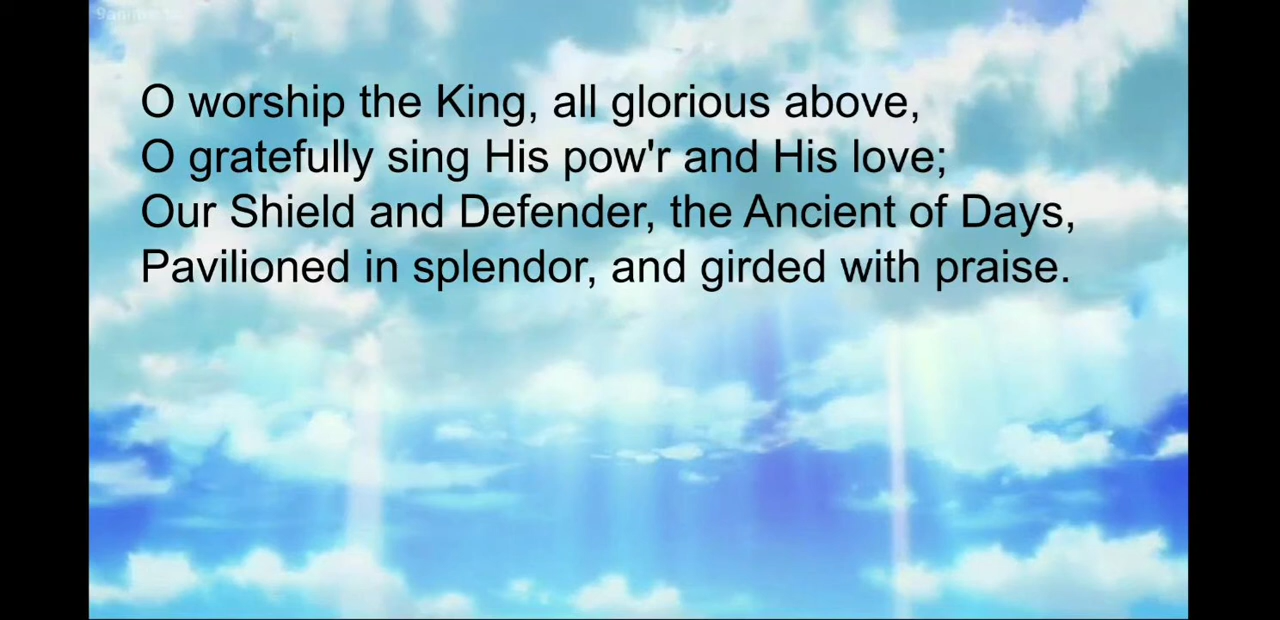 O worship the King, all glorious above,
O gratefully sing His pow'r and His love;
Our Shield and Defender, the Ancient of Days,
Pavilioned in splendor, and girded with praise.